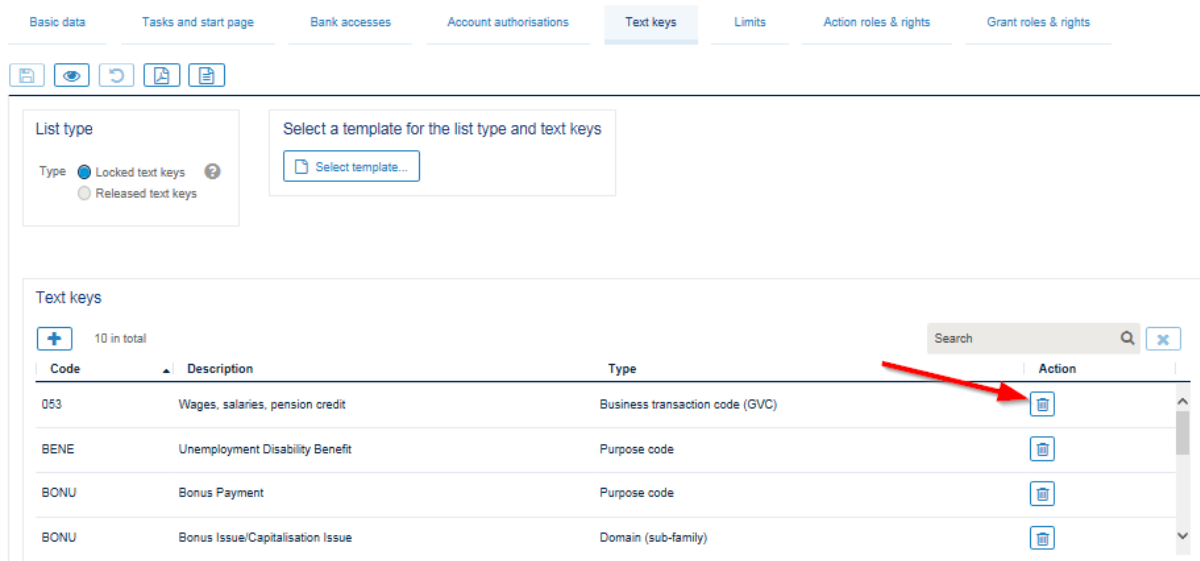 Basic data Tasks and start page Bank accesses Account authorisations Text keys Limits Action roles & rights Grant roles & rights
List type
Type Locked text keys
Released text keys
Select a template for the list type and text keys
Select template...
Text keys
10 in total Search
Code Description Type Action
053 Wages, salaries, pension credit Business transaction code (GVC)
BENE Unemployment Disability Benefit Purpose code
BONU Bonus Payment Purpose code
BONU Bonus Issue/Capitalisation Issue Domain (sub-family)